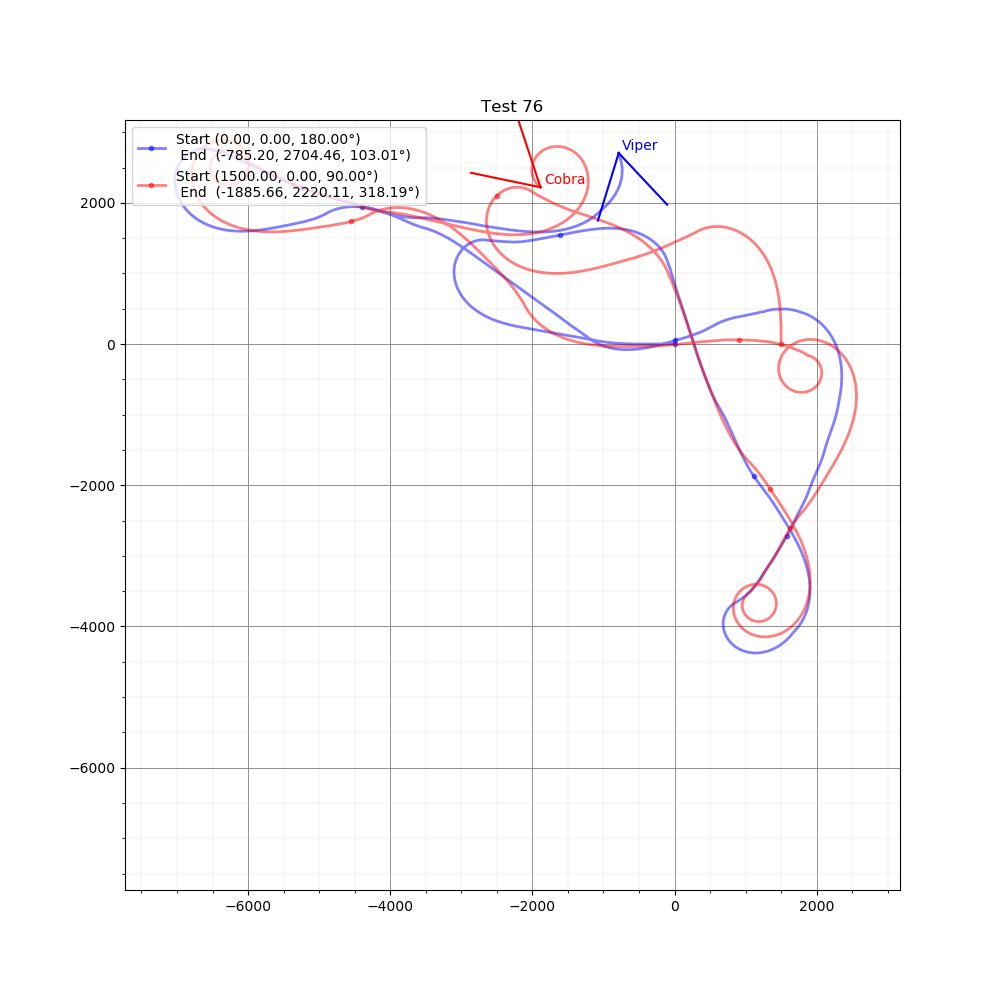 Test 76
Start (0.00, 0.00, 180.00°)
End  (-785.20, 2704.46, 103.01°)
Start (1500.00, 0.00, 90.00°)
End  (-1885.66, 2220.11, 318.19°)
Viper
Cobra
2000
0
−2000
−4000
−6000
−6000
−4000
−2000
0
2000